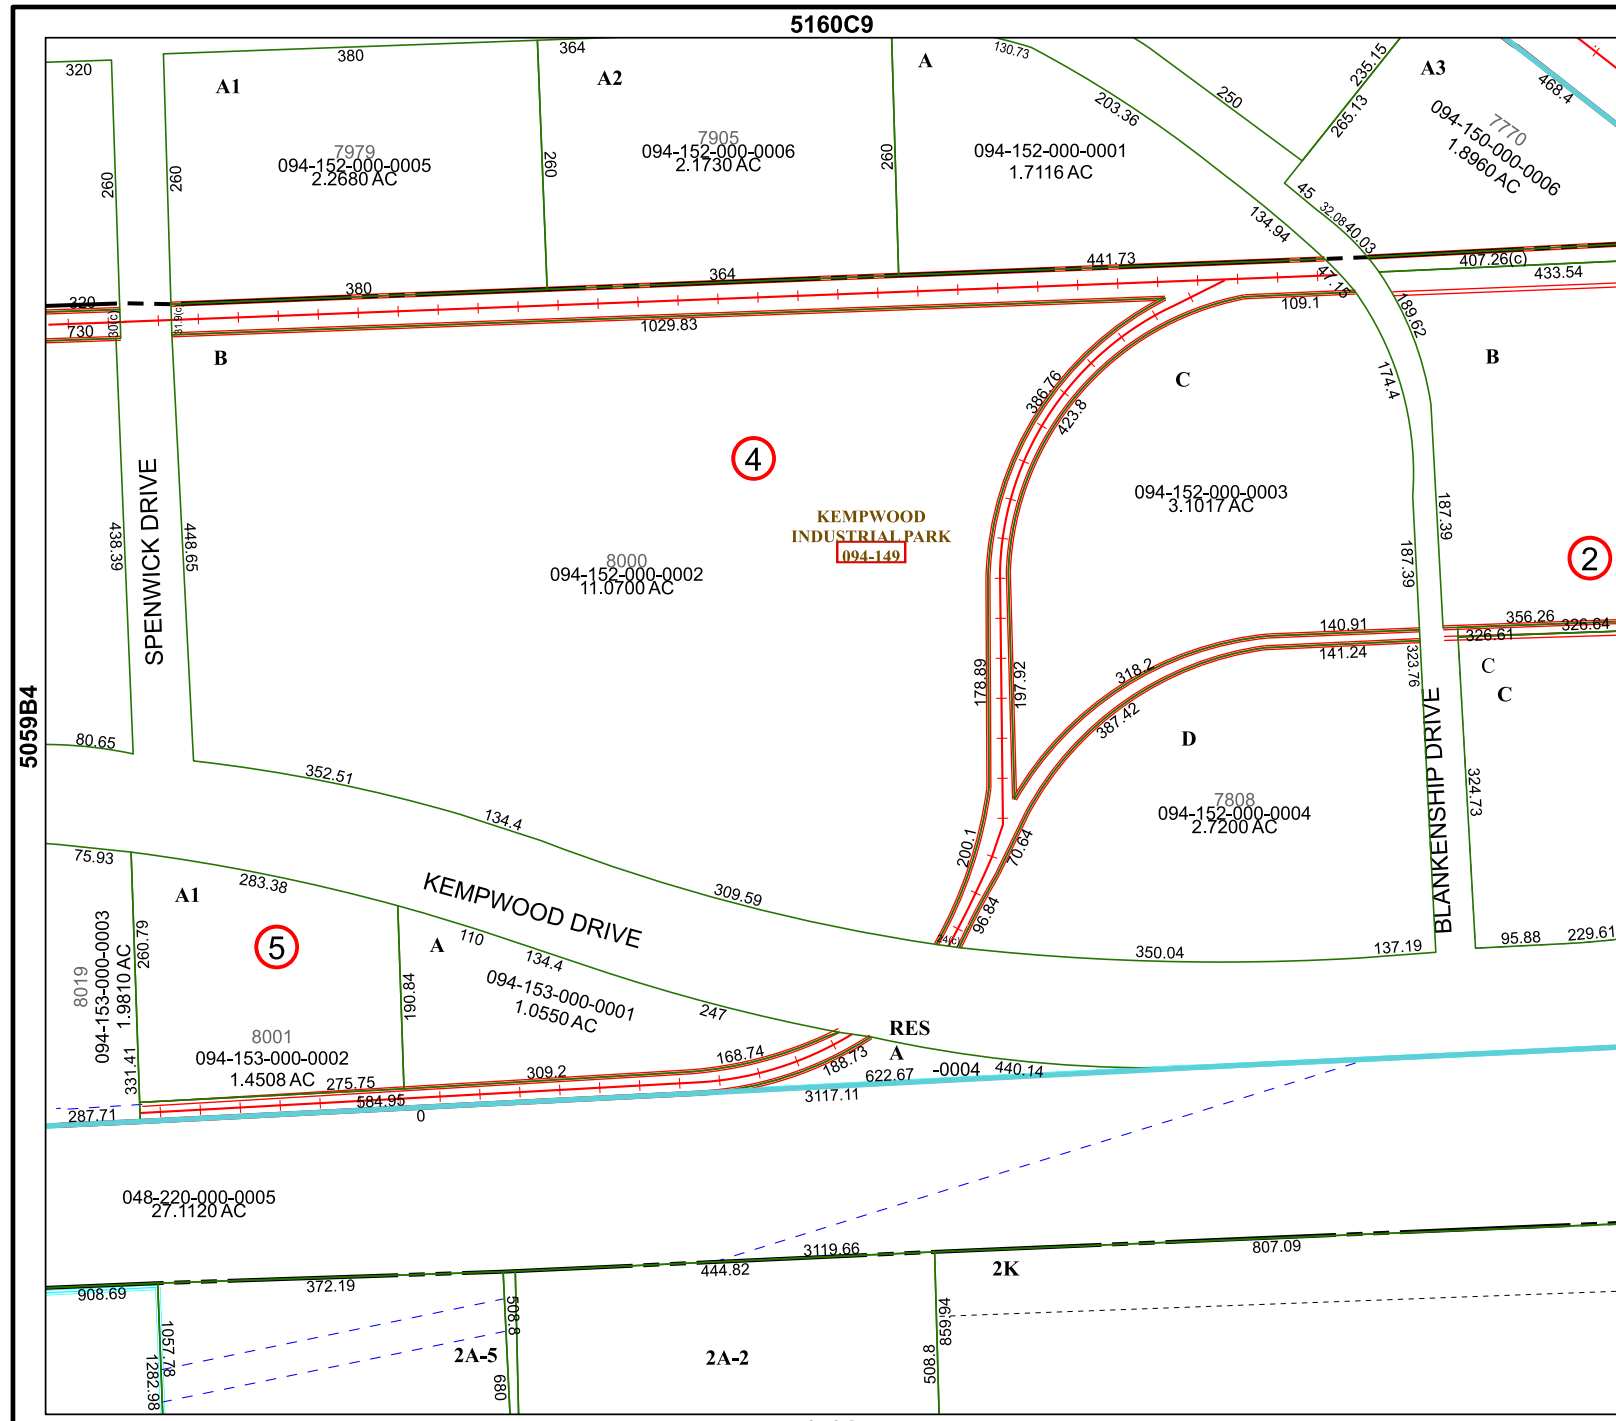 5160C9
5059B4
320
380
364
130.73
A1
A2
A
A3
250
235.15
265.13
468.4
203.36
7979
094-152-000-0005
2.2680 AC
7905
094-152-000-0006
2.1730 AC
094-152-000-0001
1.7116 AC
7770
094-150-000-0006
1.8960 AC
260
260
260
260
45
32.08
40.03
134.94
441.73
407.26(c)
433.54
47.15
364
380
320
730
30(c)
31.9(c)
1029.83
109.1
189.62
B
C
B
386.76
423.8
174.4
4
094-152-000-0003
3.1017 AC
KEMPWOOD
INDUSTRIAL PARK
094-149
8000
094-152-000-0002
11.0700 AC
SPENWICK DRIVE
438.39
448.65
187.39
187.39
2
140.91
141.24
356.26
326.61
326.64
323.76
C
C
178.89
197.92
318.2
387.42
D
7808
094-152-000-0004
2.7200 AC
BLANKENSHIP DRIVE
324.73
80.65
352.51
134.4
200.1
70.64
96.84
24(c)
309.59
350.04
137.19
95.88
229.61
75.93
283.38
A1
KEMPWOOD DRIVE
110
A
134.4
5
260.79
8019
094-153-000-0003
1.9810 AC
190.84
094-153-000-0001
1.0550 AC
247
RES
A
8001
094-153-000-0002
1.4508 AC
331.41
275.75
309.2
168.74
188.73
622.67
-0004
440.14
584.95
3117.11
287.71
0
048-220-000-0005
27.1120 AC
3119.66
807.09
444.82
372.19
908.69
2K
508.8
859.94
1057.78
1282.98
2A-5
2A-2
680
508.8